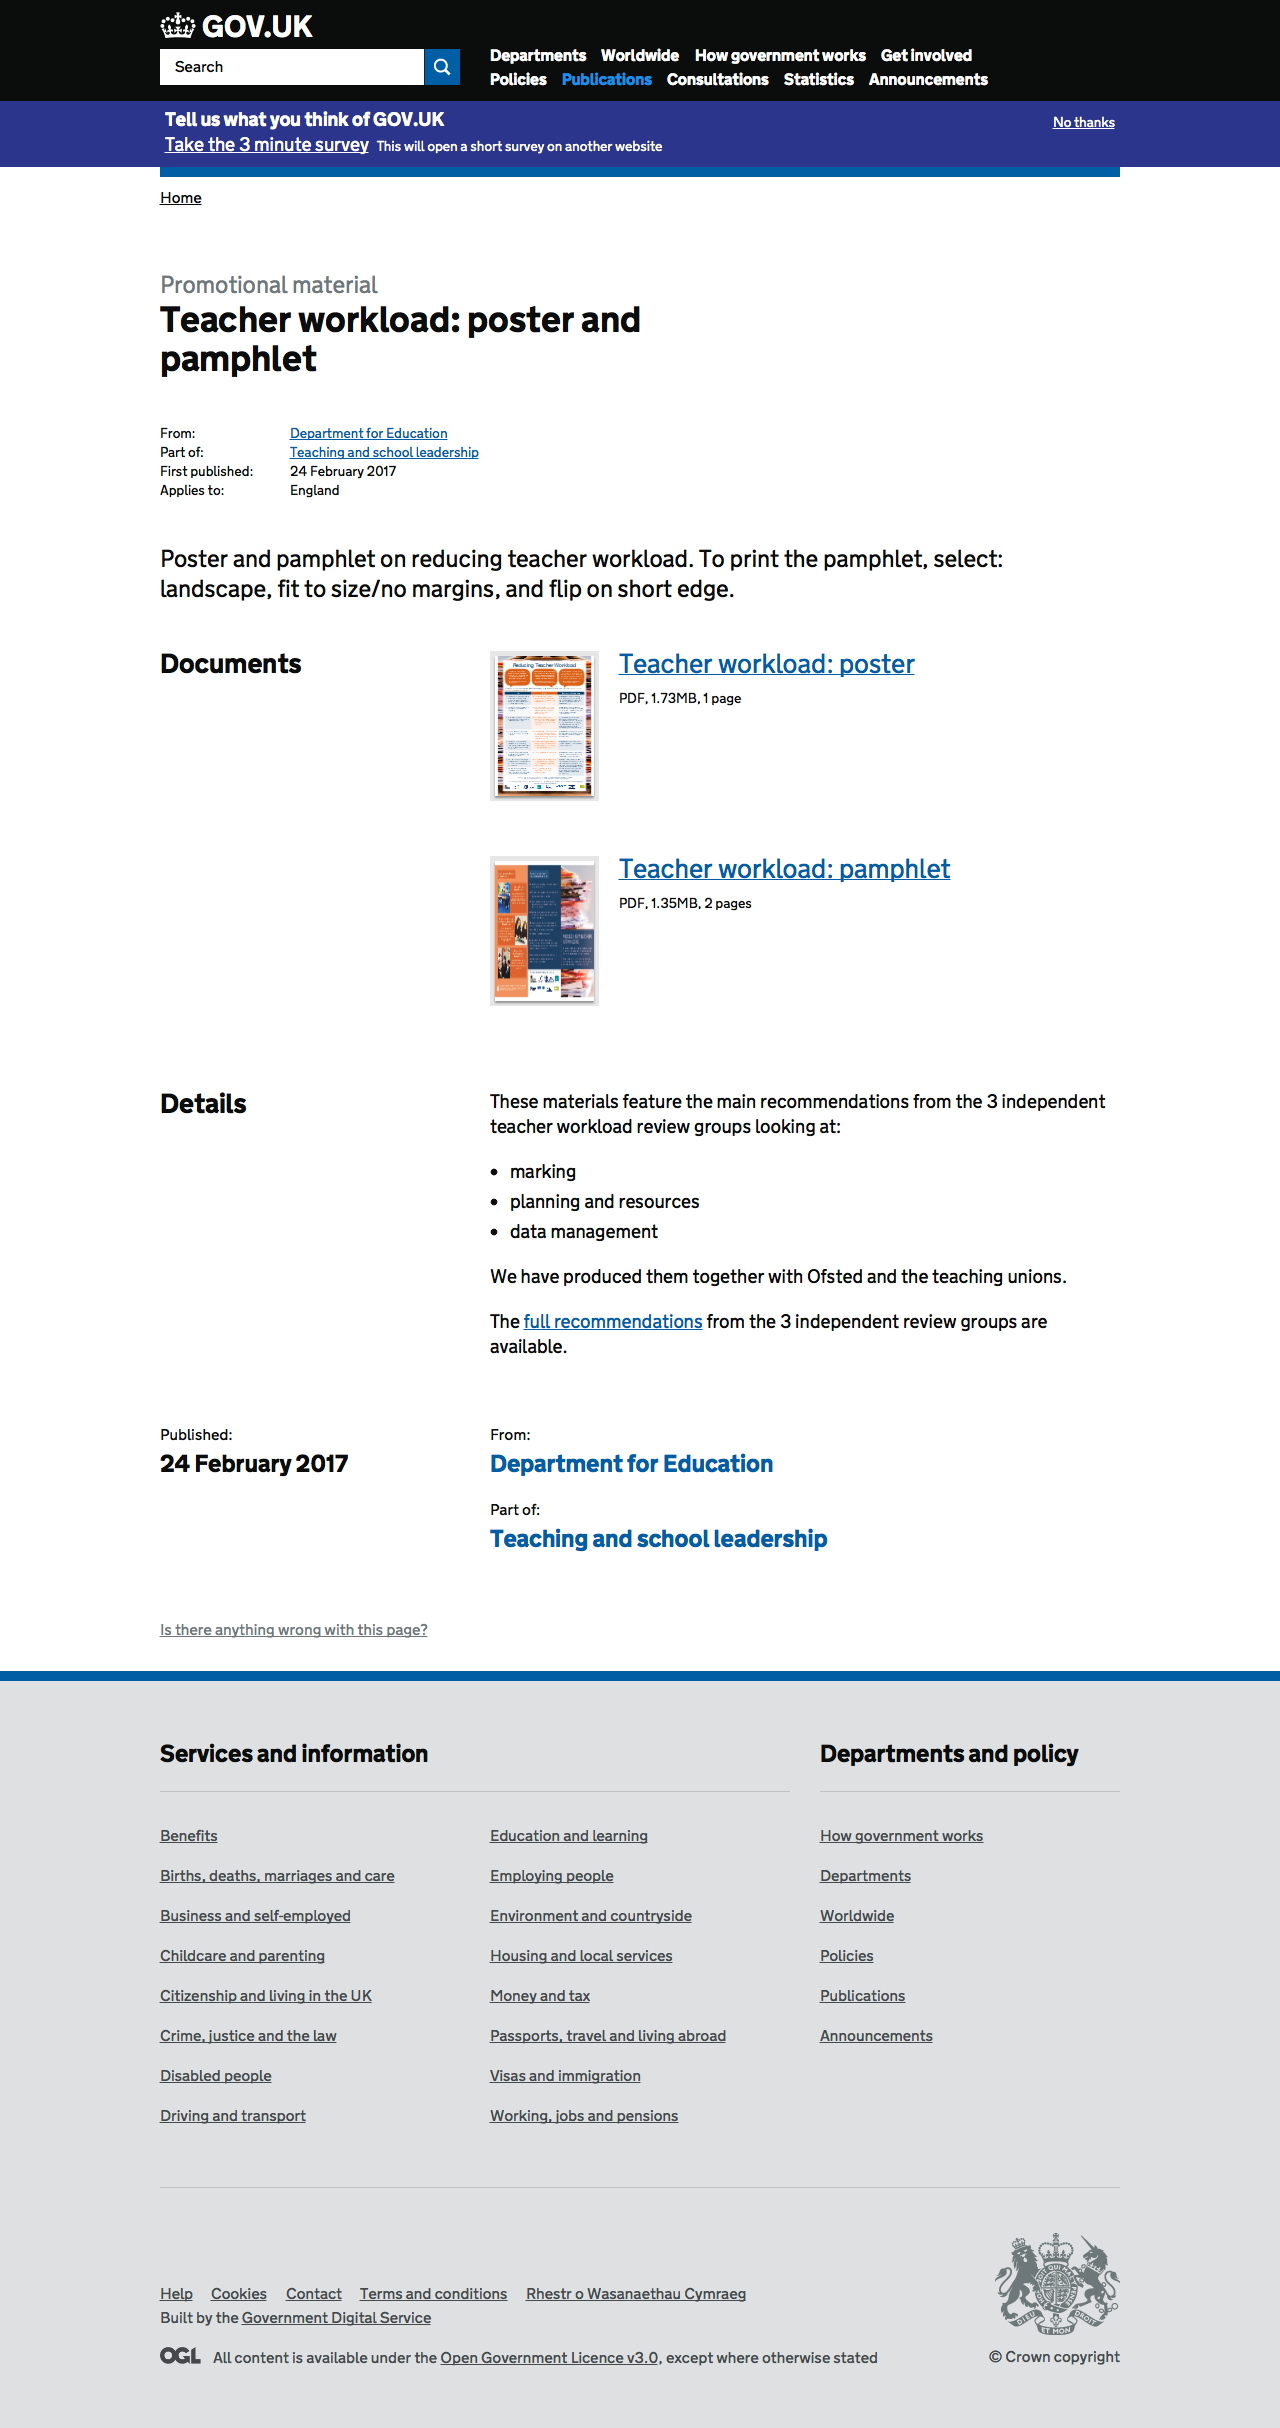 GOV.UK
Search
Departments Worldwide How government works Get involved
Policies Publications Consultations Statistics Announcements
Tell us what you think of GOV.UK
No thanks
Take the 3 minute survey This will open a short survey on another website
Home
Promotional material
Teacher workload: poster and
pamphlet
From: Department for Education
Part of: Teaching and school leadership
First published: 24 February 2017
Applies to: England
Poster and pamphlet on reducing teacher workload. To print the pamphlet, select:
landscape, fit to size/no margins, and flip on short edge.
Documents
Reducing Teacher Workload
Teacher workload: poster
PDF, 1.73MB, 1 page
Teacher workload: pamphlet
PDF, 1.35MB, 2 pages
Details
These materials feature the main recommendations from the 3 independent
teacher workload review groups looking at:
• marking
• planning and resources
• data management
We have produced them together with Ofsted and the teaching unions.
The full recommendations from the 3 independent review groups are
available.
Published:
24 February 2017
From:
Department for Education
Part of:
Teaching and school leadership
Is there anything wrong with this page?
Services and information
Benefits
Births, deaths, marriages and care
Business and self-employed
Childcare and parenting
Citizenship and living in the UK
Crime, justice and the law
Disabled people
Driving and transport
Education and learning
Employing people
Environment and countryside
Housing and local services
Money and tax
Passports, travel and living abroad
Visas and immigration
Working, jobs and pensions
Departments and policy
How government works
Departments
Worldwide
Policies
Publications
Announcements
Help Cookies Contact Terms and conditions Rhestr o Wasanaethau Cymraeg
Built by the Government Digital Service
OGL All content is available under the Open Government Licence v3.0, except where otherwise stated
DIEU ET MON DROIT
© Crown copyright